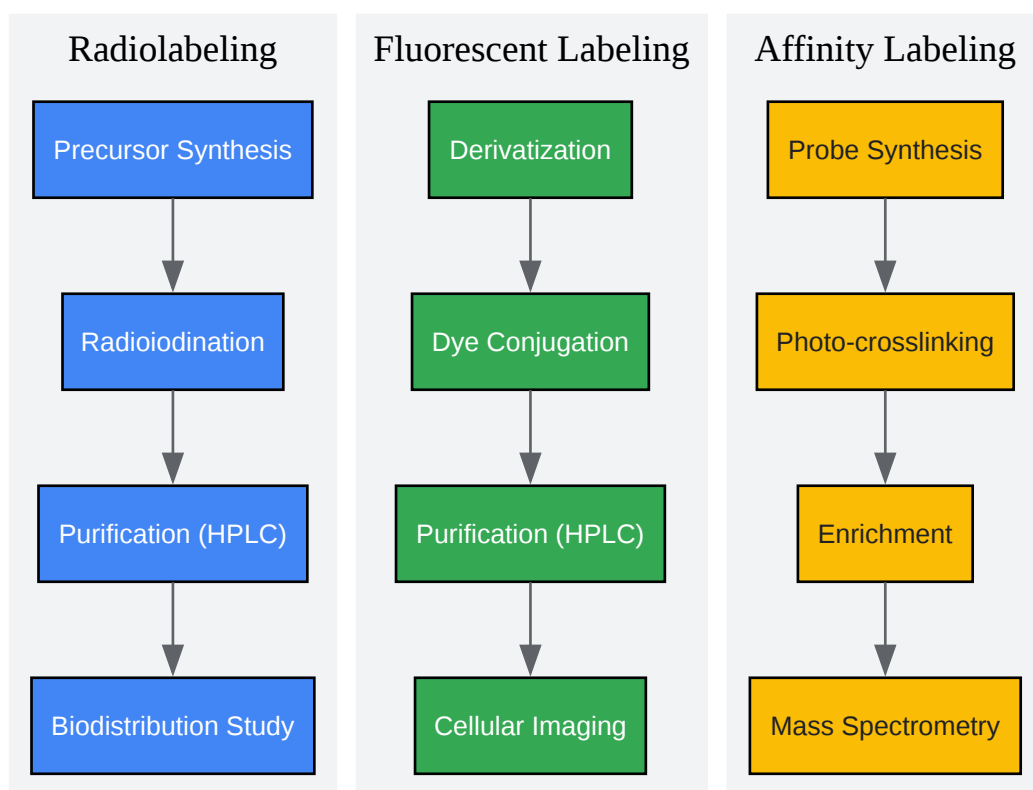 Radiolabeling
Precursor Synthesis
Radioiodination
Purification (HPLC)
Biodistribution Study
Fluorescent Labeling
Derivatization
Dye Conjugation
Purification (HPLC)
Cellular Imaging
Affinity Labeling
Probe Synthesis
Photo-crosslinking
Enrichment
Mass Spectrometry